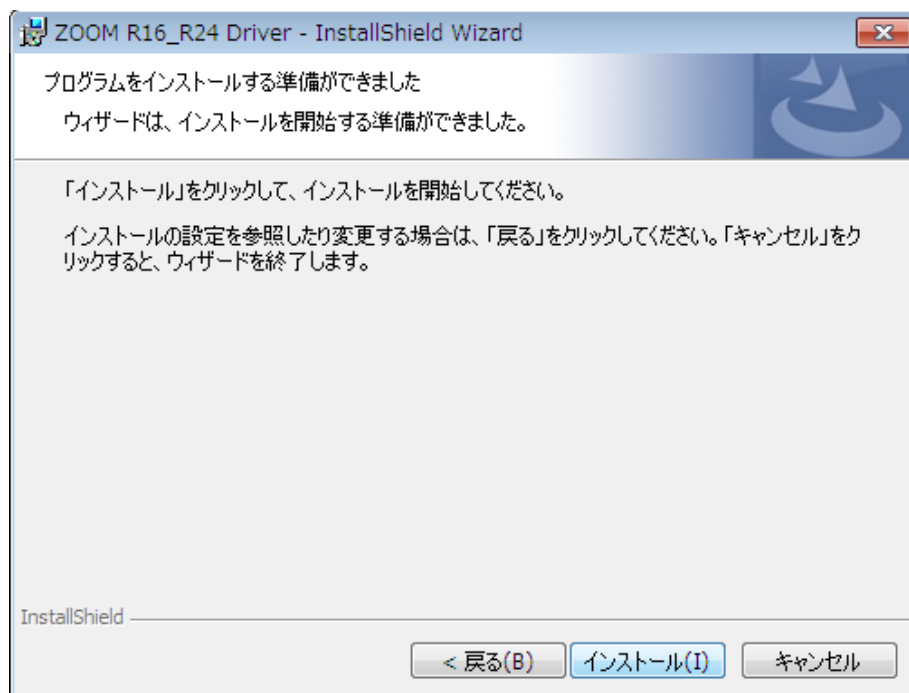 ZOOM R16_R24 Driver - InstallShield Wizard
プログラムをインストールする準備ができました
ウィザードは、インストールを開始する準備ができました。
「インストール」をクリックして、インストールを開始してください。
インストールの設定を参照したり変更する場合は、「戻る」をクリックしてください。「キャンセル」をク
リックすると、ウィザードを終了します。
InstallShield
< 戻る(B)
インストール(I)
キャンセル